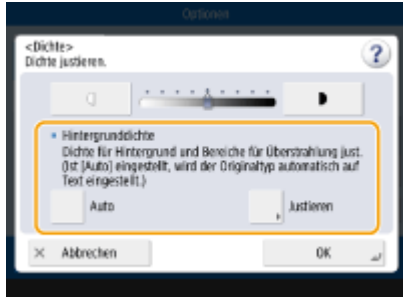 Optionen
<Dichte>
Dichte justieren.
?
Hintergrunddichte
Dichte für Hintergrund und Bereiche für Überstrahlung just.
(Ist [Auto] eingestellt, wird der Originaltyp automatisch auf
Text eingestellt.)
Auto
Justieren
Abbrechen
OK